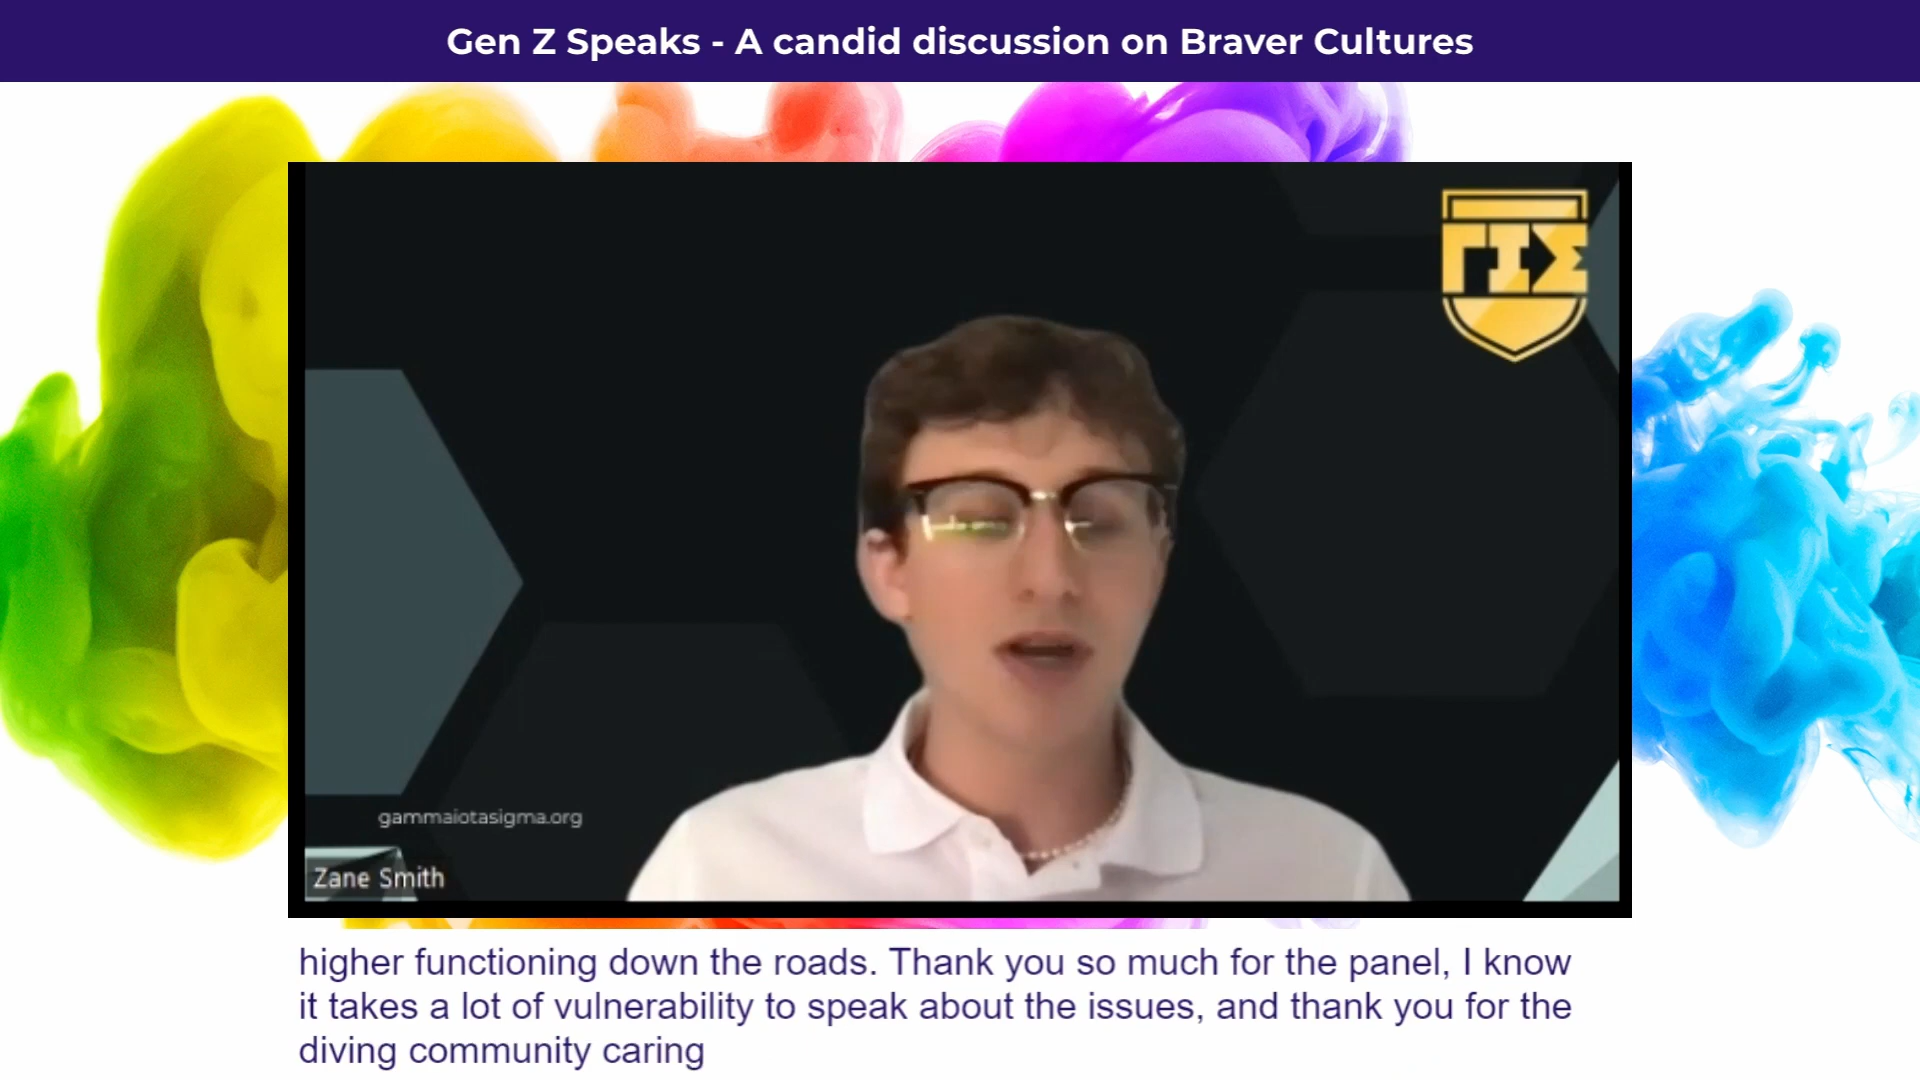 Gen Z Speaks - A candid discussion on Braver Cultures
ΓΙΣ
gammaiotasigma.org
Zane Smith
higher functioning down the roads. Thank you so much for the panel, I know
it takes a lot of vulnerability to speak about the issues, and thank you for the
diving community caring